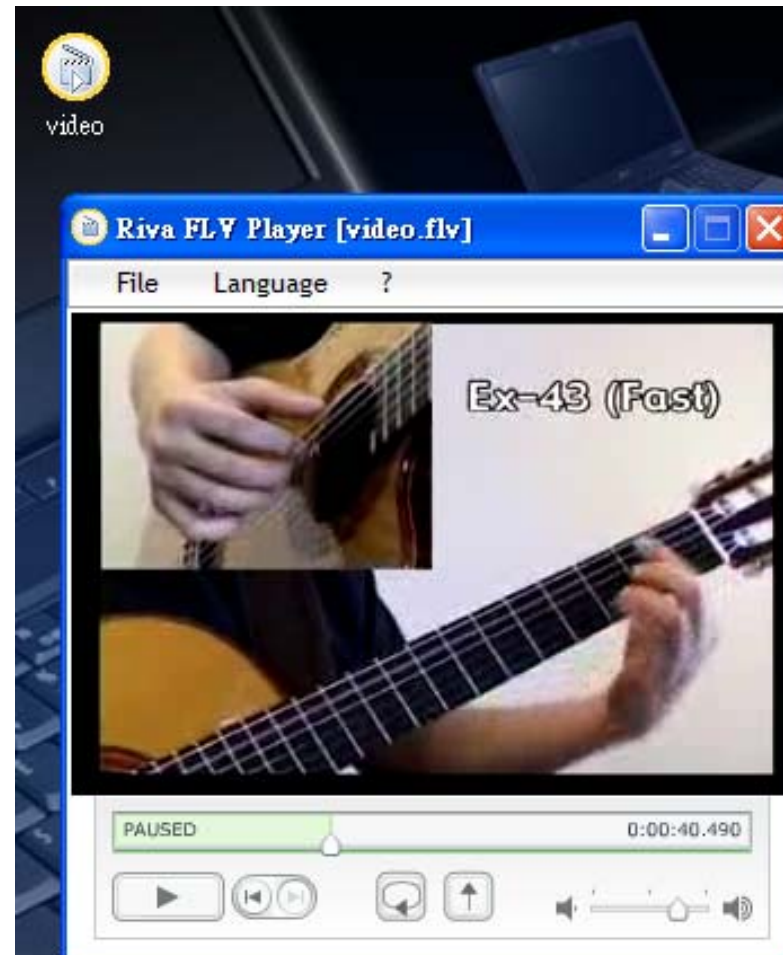 video
Riva FLV Player [video.flv]
File Language ?
Ex-43 (Fast)
PAUSED 0:00:40.490